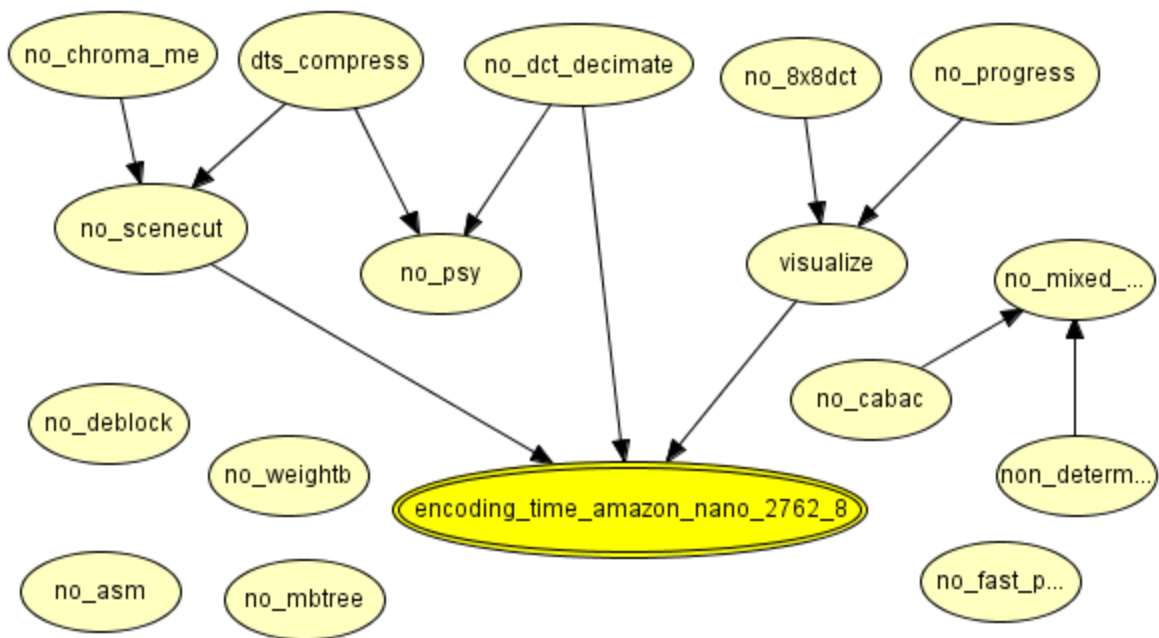 no_chroma_me
dts_compress
no_dct_decimate
no_8x8dct
no_progress
no_scenecut
no_psy
visualize
no_mixed_...
no_cabac
no_deblock
no_weightb
non_determ...
encoding_time_amazon_nano_2762_8
no_asm
no_mbtree
no_fast_p...